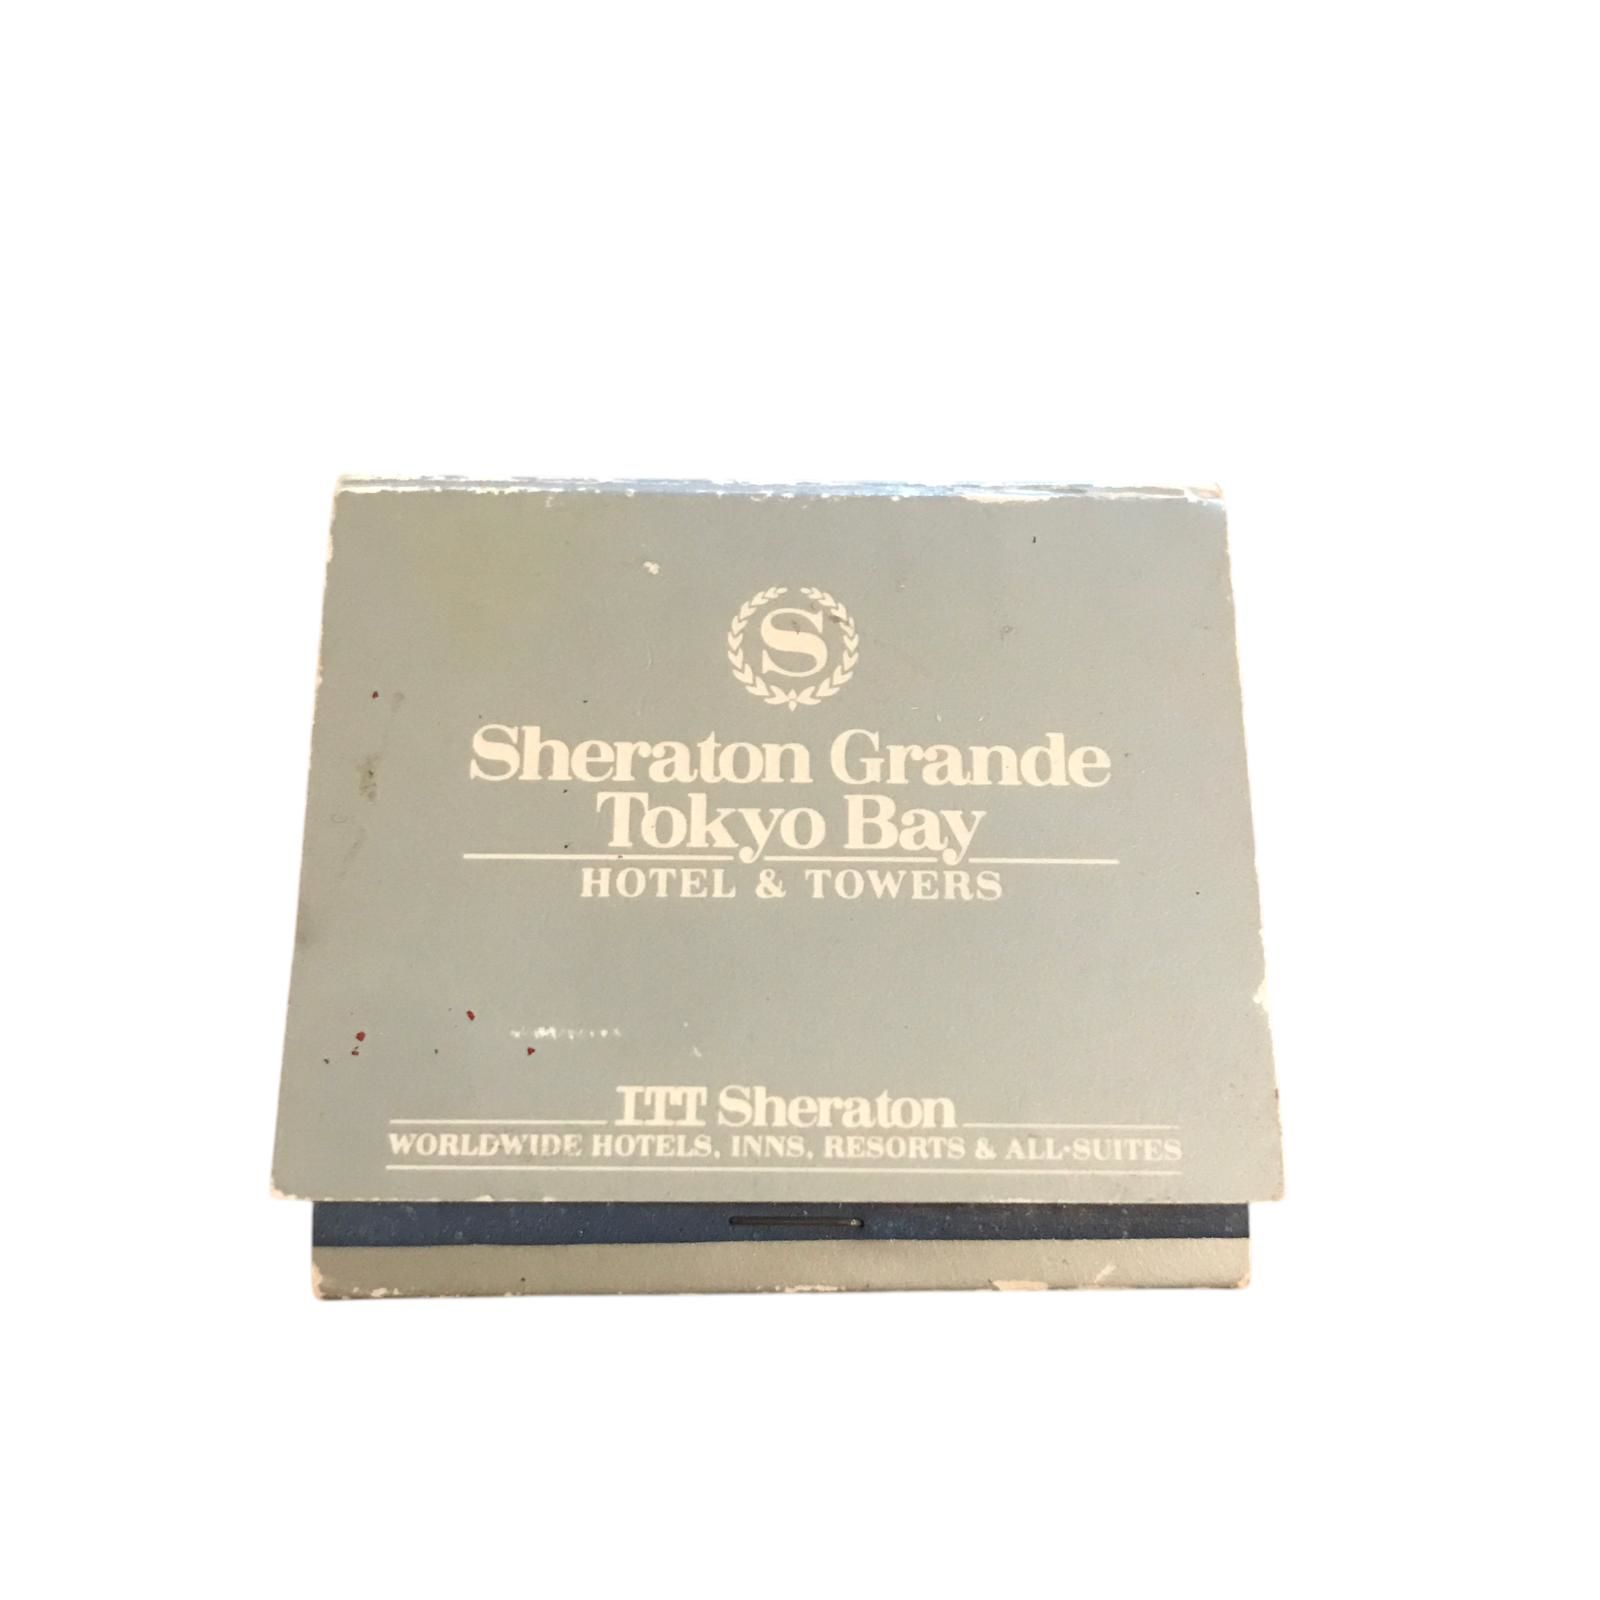 S
Sheraton Grande
Tokyo Bay
HOTEL & TOWERS
ITT Sheraton
WORLDWIDE HOTELS, INNS, RESORTS & ALL-SUITES